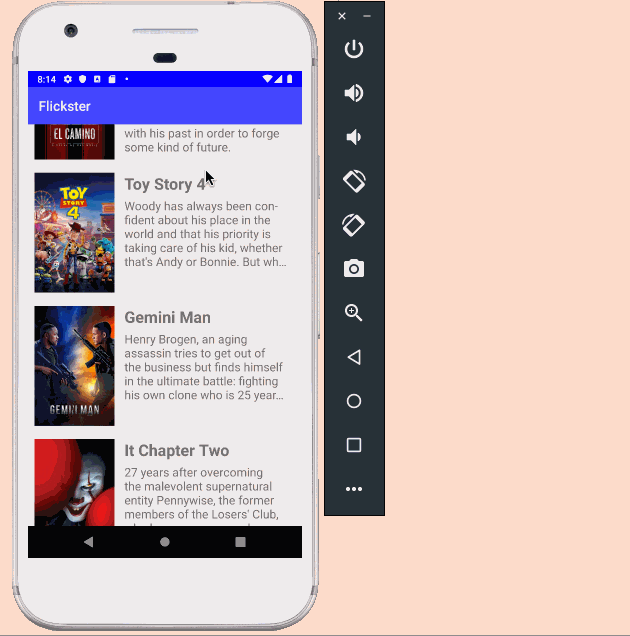 8:14
Flickster
EL CAMINO
with his past in order to forge
some kind of future.
TOY
STORY
4
Toy Story 4
Woody has always been con-
fident about his place in the
world and that his priority is
taking care of his kid, whether
that's Andy or Bonnie. But wh...
GEMINI MAN
Gemini Man
Henry Brogen, an aging
assassin tries to get out of
the business but finds himself
in the ultimate battle: fighting
his own clone who is 25 year...
It Chapter Two
27 years after overcoming
the malevolent supernatural
entity Pennywise, the former
members of the Losers' Club,